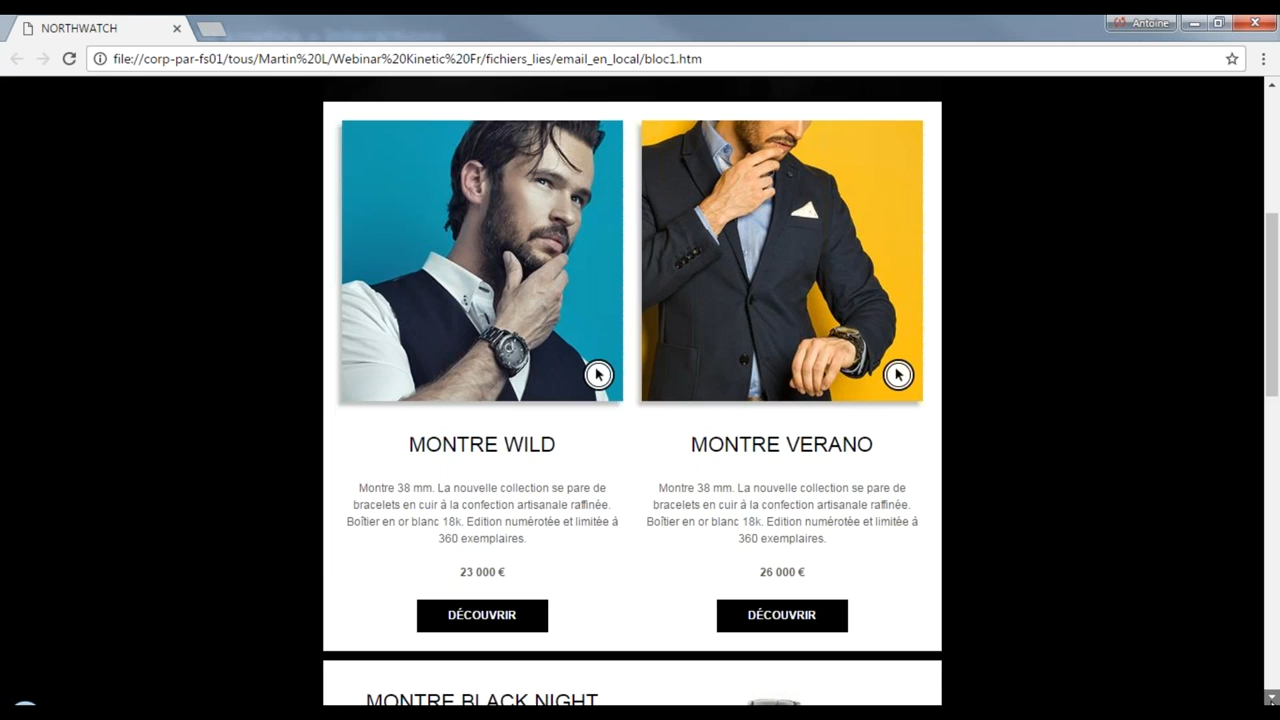 NORTHWATCH
Antoine
file://corp-par-fs01/tous/Martin%20L/Webinar%20Kinetic%20Fr/fichiers_lies/email_en_local/bloc1.htm
MONTRE WILD
Montre 38 mm. La nouvelle collection se pare de
bracelets en cuir à la confection artisanale raffinée.
Boîtier en or blanc 18k. Edition numérotée et limitée à
360 exemplaires.
23 000 €
DÉCOUVRIR
MONTRE VERANO
Montre 38 mm. La nouvelle collection se pare de
bracelets en cuir à la confection artisanale raffinée.
Boîtier en or blanc 18k. Edition numérotée et limitée à
360 exemplaires.
26 000 €
DÉCOUVRIR
MONTRE BLACK NIGHT